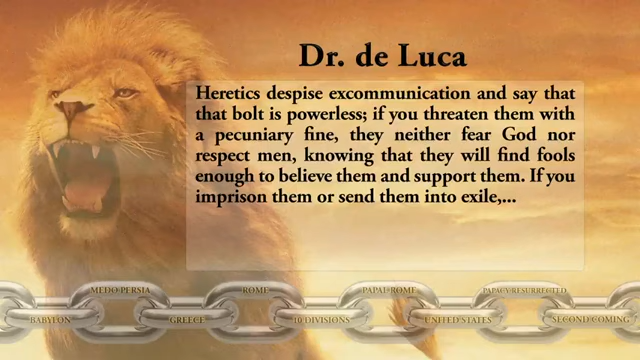 Dr. de Luca
Heretics despise excommunication and say that
that bolt is powerless; if you threaten them with
a pecuniary fine, they neither fear God nor
respect men, knowing that they will find fools
enough to believe them and support them. If you
imprison them or send them into exile,...
MEDO-PERSIA
ROME
PAPAL-ROME
PAPACY RESURRECTED
BABYLON
GREECE
10 DIVISIONS
UNITED STATES
SECOND COMING